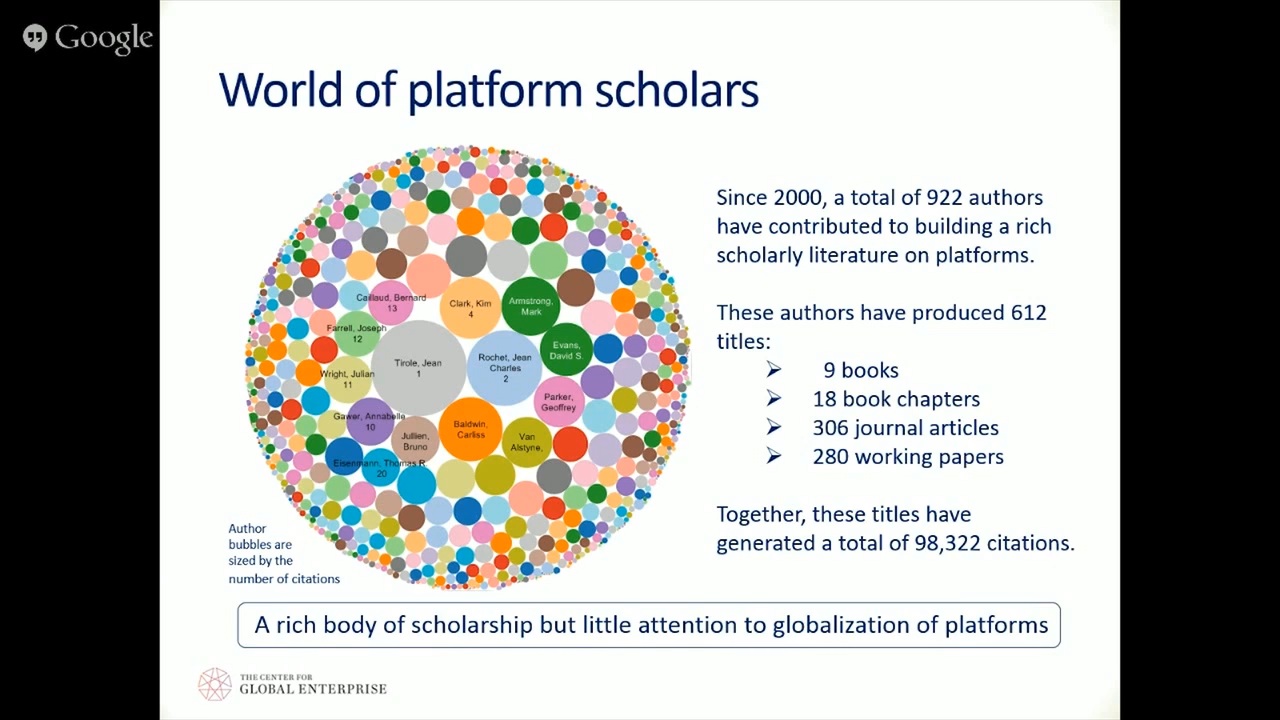 Google
World of platform scholars
Caillaud, Bernard
13
Clark, Kim
4
Armstrong,
Mark
Farrell, Joseph
12
Evans,
David S.
Tirole, Jean
1
Rochet, Jean
Charles
2
Wright, Julian
11
Parker,
Geoffrey
Gawer, Annabelle
10
Jullien,
Bruno
Baldwin,
Carliss
Van
Alstyne,
Eisenmann, Thomas R.
20
Author
bubbles are
sized by the
number of citations
Since 2000, a total of 922 authors
have contributed to building a rich
scholarly literature on platforms.
These authors have produced 612
titles:
➢ 9 books
➢ 18 book chapters
➢ 306 journal articles
➢ 280 working papers
Together, these titles have
generated a total of 98,322 citations.
A rich body of scholarship but little attention to globalization of platforms
THE CENTER FOR
GLOBAL ENTERPRISE